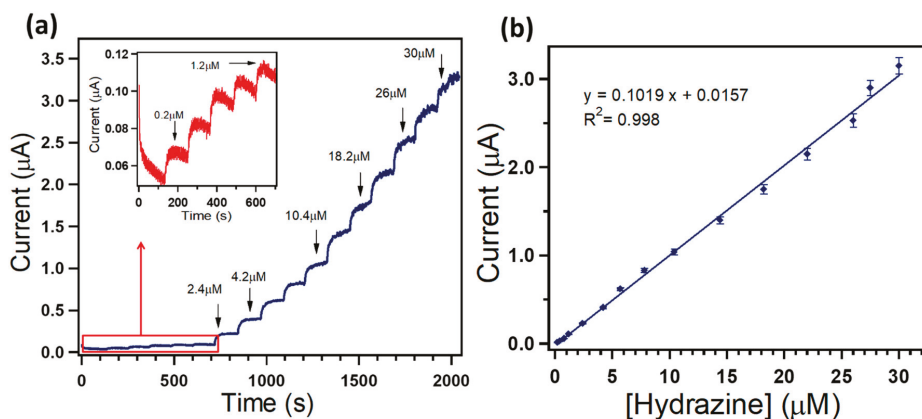 (a)
3.5
3.0
2.5
2.0
1.5
1.0
0.5
0.0
Current (μA)
0
500
1000
1500
2000
Time (s)
0.12
0.10
0.08
0.06
Current (μA)
0
200
400
600
Time (s)
0.2μM
1.2μM
2.4μM
4.2μM
10.4μM
18.2μM
26μM
30μM
(b)
y = 0.1019 x + 0.0157
R²= 0.998
3.0
2.0
1.0
0.0
Current (μA)
0
5
10
15
20
25
30
[Hydrazine] (μM)